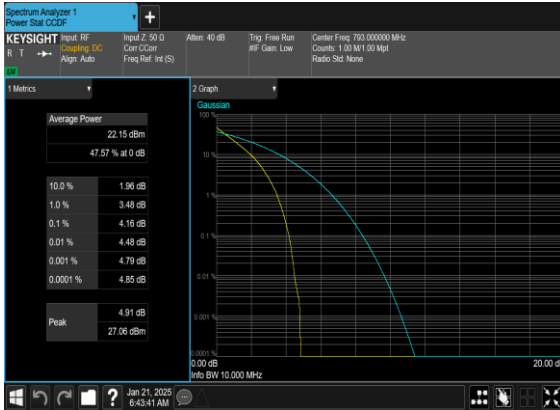 Spectrum Analyzer 1
Power Stat CCDF
KEYSIGHT
R T
LV
Input: RF
Coupling: DC
Align: Auto
Input Z: 50 Ω
Corr CCorr
Freq Ref: Int (S)
Atten: 40 dB
Trig: Free Run
#IF Gain: Low
Center Freq: 793.000000 MHz
Counts: 1.00 M/1.00 Mpt
Radio Std: None
1 Metrics
Average Power
22.15 dBm
47.57 % at 0 dB
10.0 % 1.96 dB
1.0 % 3.48 dB
0.1 % 4.16 dB
0.01 % 4.48 dB
0.001 % 4.79 dB
0.0001 % 4.85 dB
Peak
4.91 dB
27.06 dBm
2 Graph
Gaussian
100 %
10 %
1 %
0.1 %
0.01 %
0.001 %
0.0001 %
0.00 dB
20.00 d
Info BW 10.000 MHz
?
Jan 21, 2025
6:43:41 AM